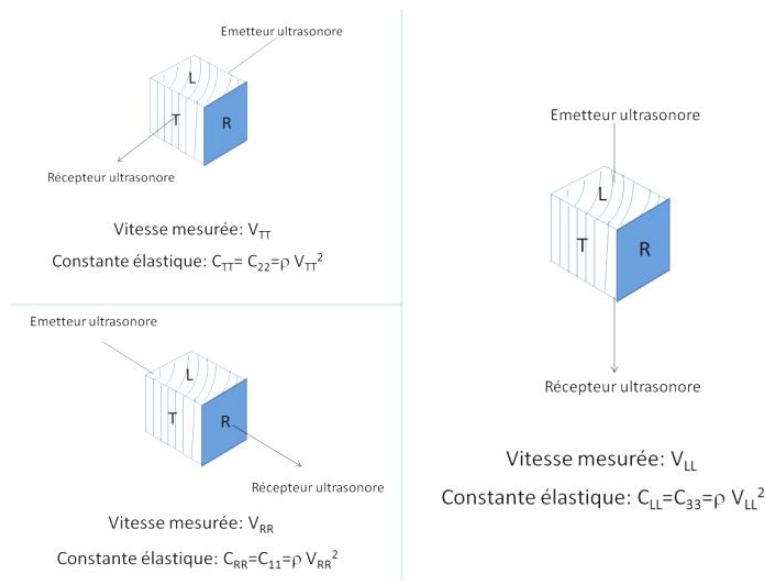 Emetteur ultrasonore
L
T
R
Récepteur ultrasonore
Vitesse mesurée: V_TT
Constante élastique: C_TT= C_22=ρ V_TT^2
Emetteur ultrasonore
L
T
R
Récepteur ultrasonore
Vitesse mesurée: V_RR
Constante élastique: C_RR=C_11=ρ V_RR^2
Emetteur ultrasonore
L
T
R
Récepteur ultrasonore
Vitesse mesurée: V_LL
Constante élastique: C_LL=C_33=ρ V_LL^2